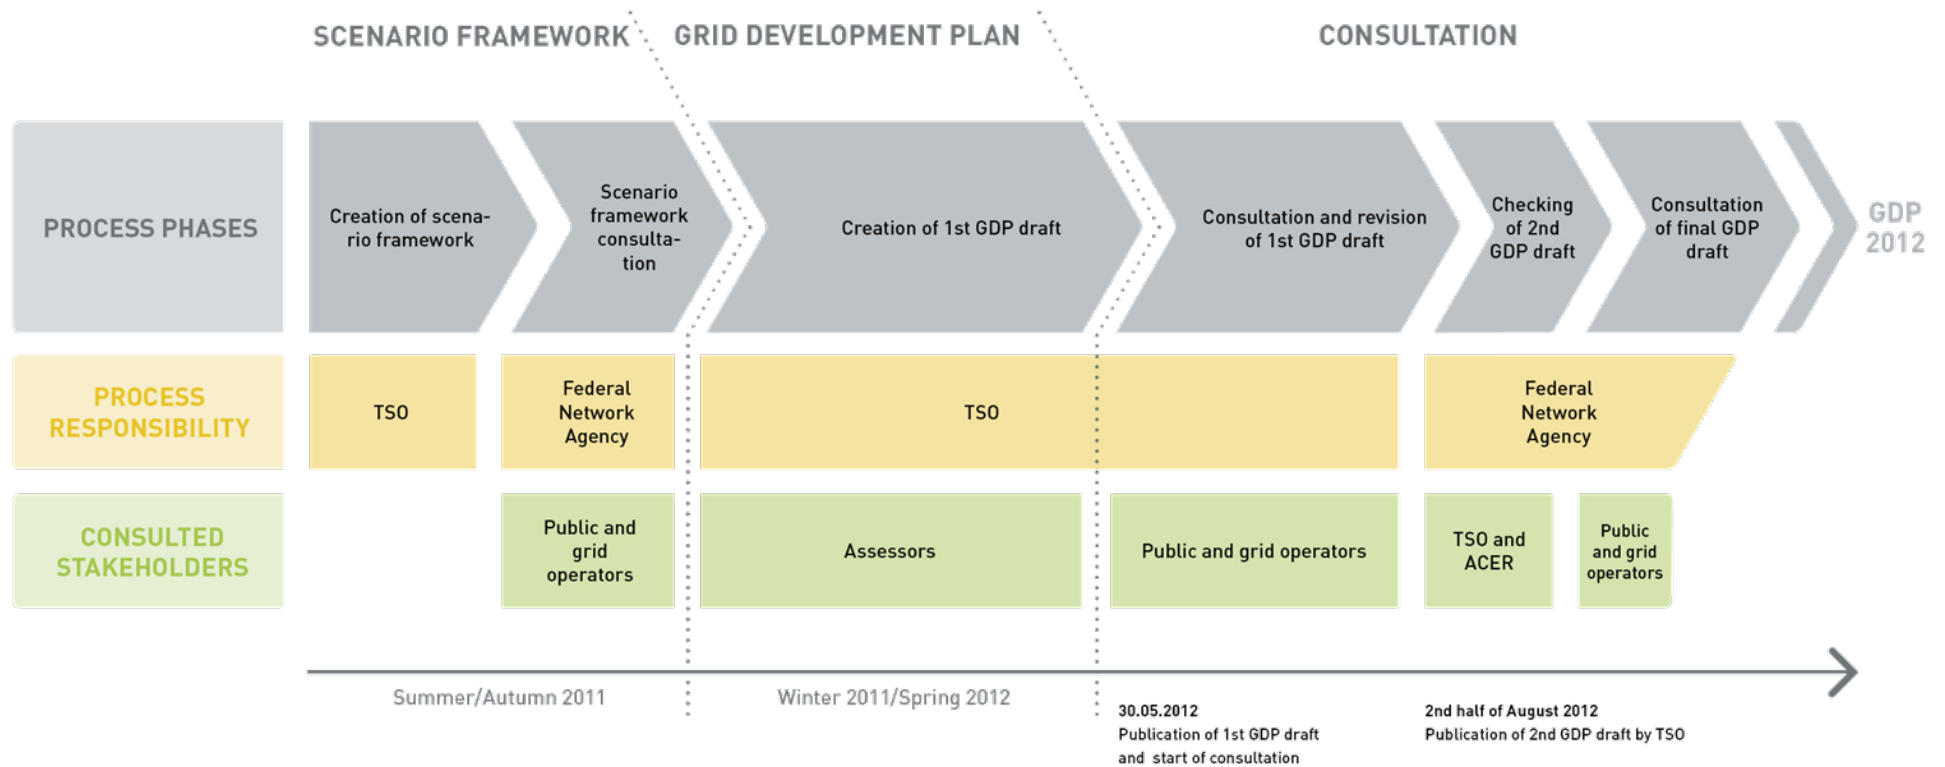 SCENARIO FRAMEWORK
GRID DEVELOPMENT PLAN
CONSULTATION
PROCESS PHASES
Creation of scena-
rio framework
Scenario
framework
consulta-
tion
Creation of 1st GDP draft
Consultation and revision
of 1st GDP draft
Checking
of 2nd
GDP draft
Consultation
of final GDP
draft
GDP
2012
PROCESS
RESPONSIBILITY
TSO
Federal
Network
Agency
TSO
Federal
Network
Agency
CONSULTED
STAKEHOLDERS
Public and
grid
operators
Assessors
Public and grid operators
TSO and
ACER
Public
and grid
operators
Summer/Autumn 2011
Winter 2011/Spring 2012
30.05.2012
Publication of 1st GDP draft
and start of consultation
2nd half of August 2012
Publication of 2nd GDP draft by TSO